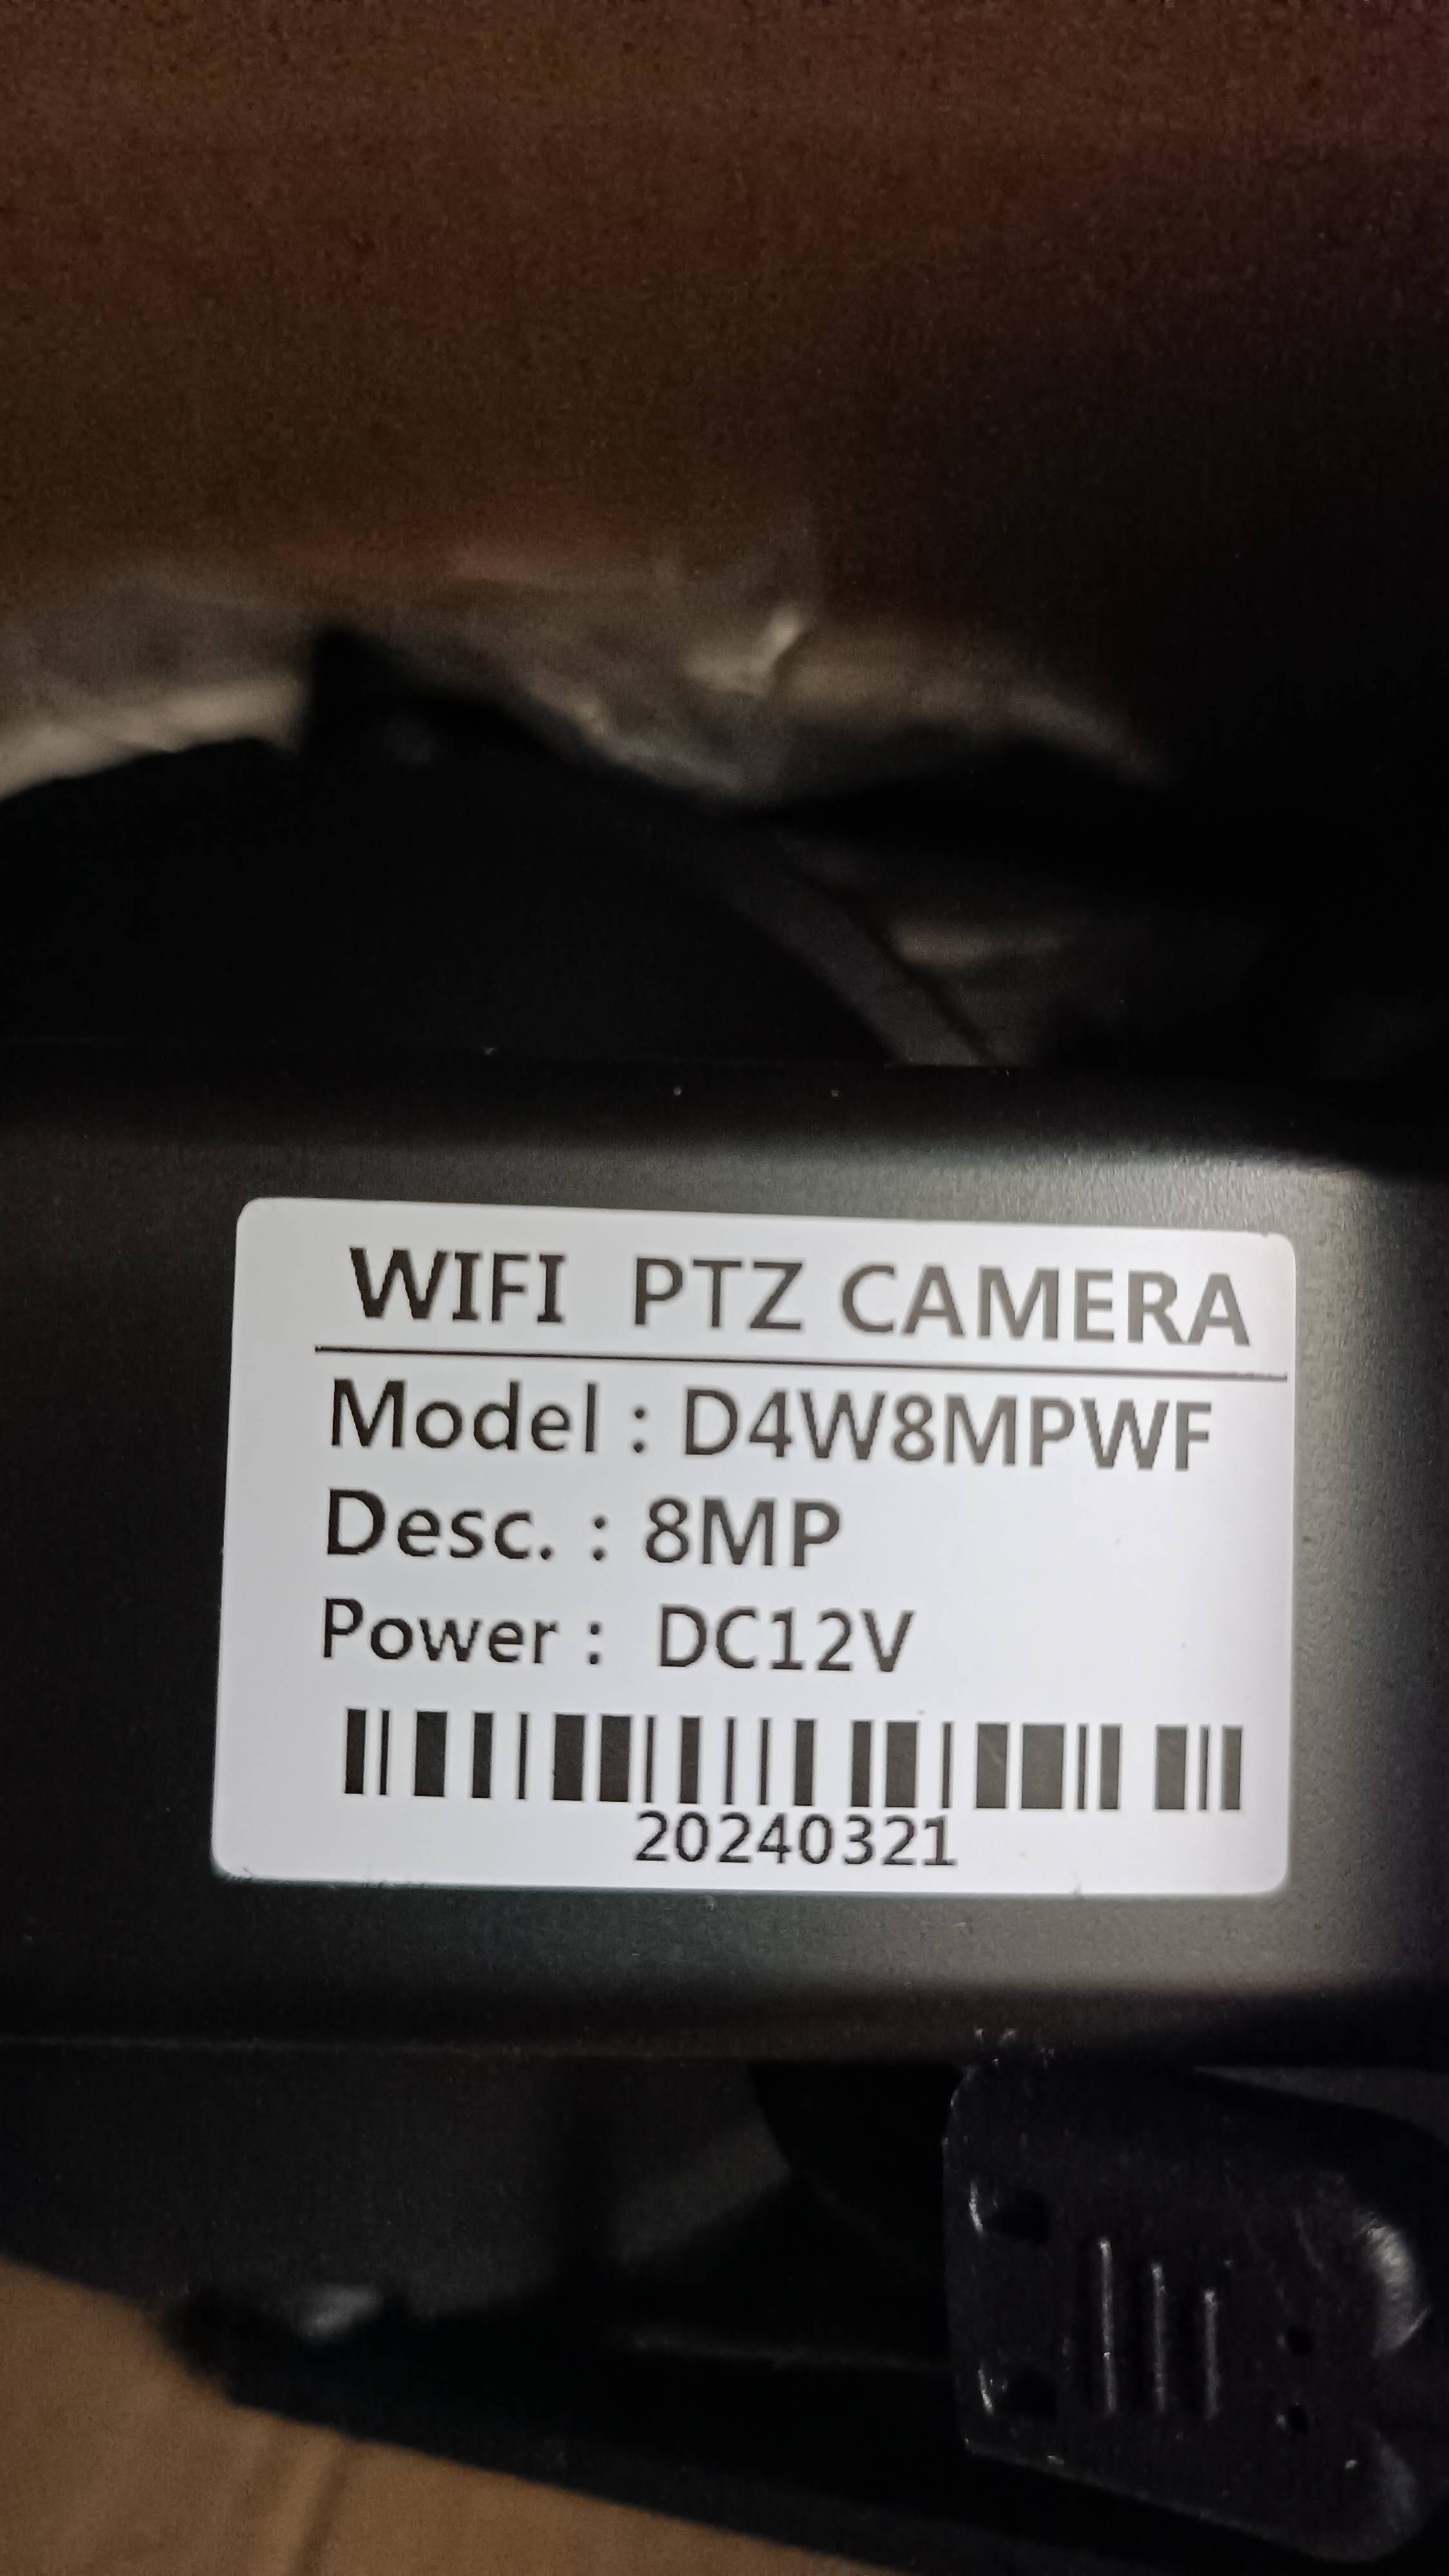 WIFI PTZ CAMERA
Model : D4W8MPWF
Desc. : 8MP
Power : DC12V
20240321